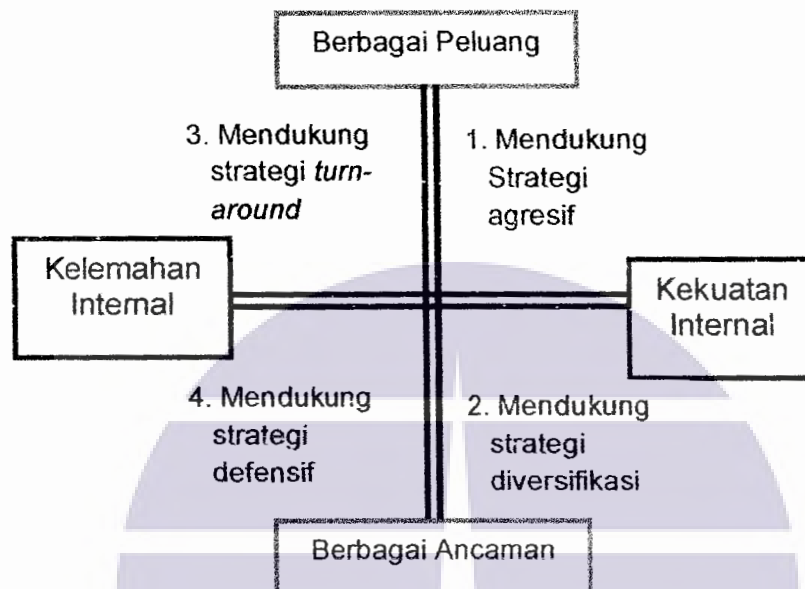 Berbagai Peluang
3. Mendukung
strategi turn-
around
1. Mendukung
Strategi
agresif
Kelemahan
Internal
Kekuatan
Internal
4. Mendukung
strategi
defensif
2. Mendukung
strategi
diversifikasi
Berbagai Ancaman